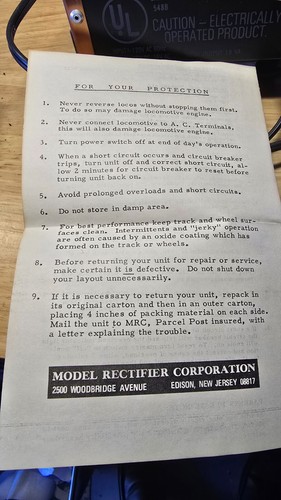 UL
5488
CAUTION - ELECTRICALLY
OPERATED PRODUCT.
FOR YOUR PROTECTION
1. Never reverse locos without stopping them first.
To do so may damage locomotive engine.
2. Never connect locomotive to A. C. Terminals,
this will also damage locomotive engine.
3. Turn power switch off at end of day's operation.
4. When a short circuit occurs and circuit breaker
trips, turn unit off and correct short circuit, al-
low 2 minutes for circuit breaker to reset before
turning unit back on.
5. Avoid prolonged overloads and short circuits.
6. Do not store in damp area.
7. For best performance keep track and wheel sur-
faces clean. Intermittents and "jerky" operation
are often caused by an oxide coating which has
formed on the track or wheels.
8. Before returning your unit for repair or service,
make certain it is defective. Do not shut down
your layout unnecessarily.
9. If it is necessary to return your unit, repack in
its original carton and then in an outer carton,
placing 4 inches of packing material on each side.
Mail the unit to MRC, Parcel Post insured, with
a letter explaining the trouble.
MODEL RECTIFIER CORPORATION
2500 WOODBRIDGE AVENUE EDISON, NEW JERSEY 08817